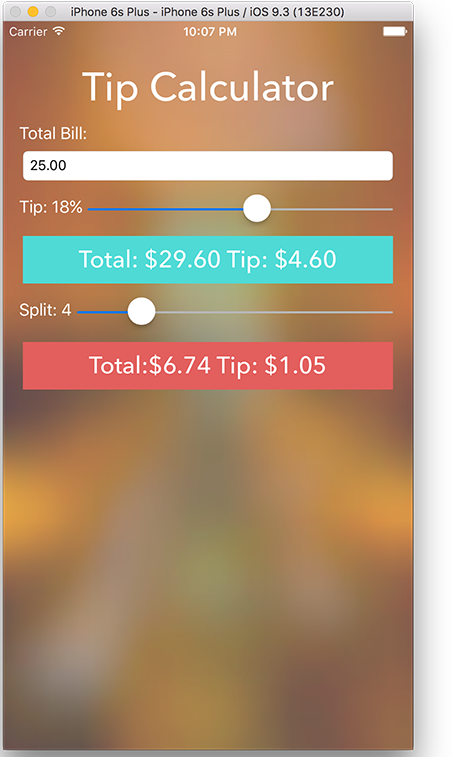 iPhone 6s Plus - iPhone 6s Plus / iOS 9.3 (13E230)
Carrier 10:07 PM
Tip Calculator
Total Bill:
25.00
Tip: 18%
Total: $29.60 Tip: $4.60
Split: 4
Total:$6.74 Tip: $1.05